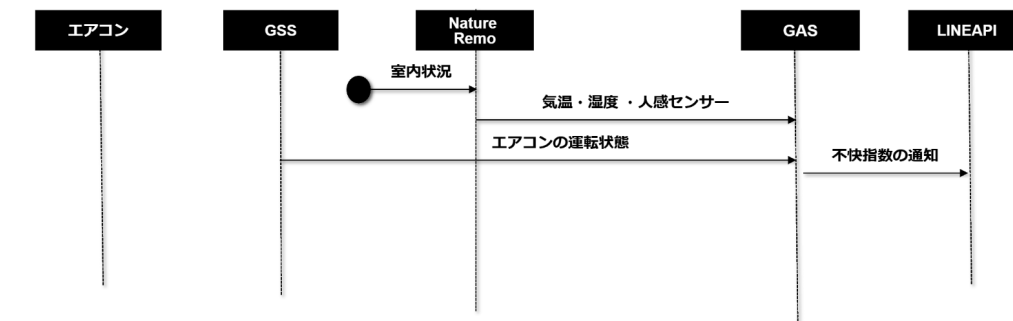 エアコン
GSS
Nature
Remo
GAS
LINEAPI
室内状況
気温・湿度 ・人感センサー
エアコンの運転状態
不快指数の通知